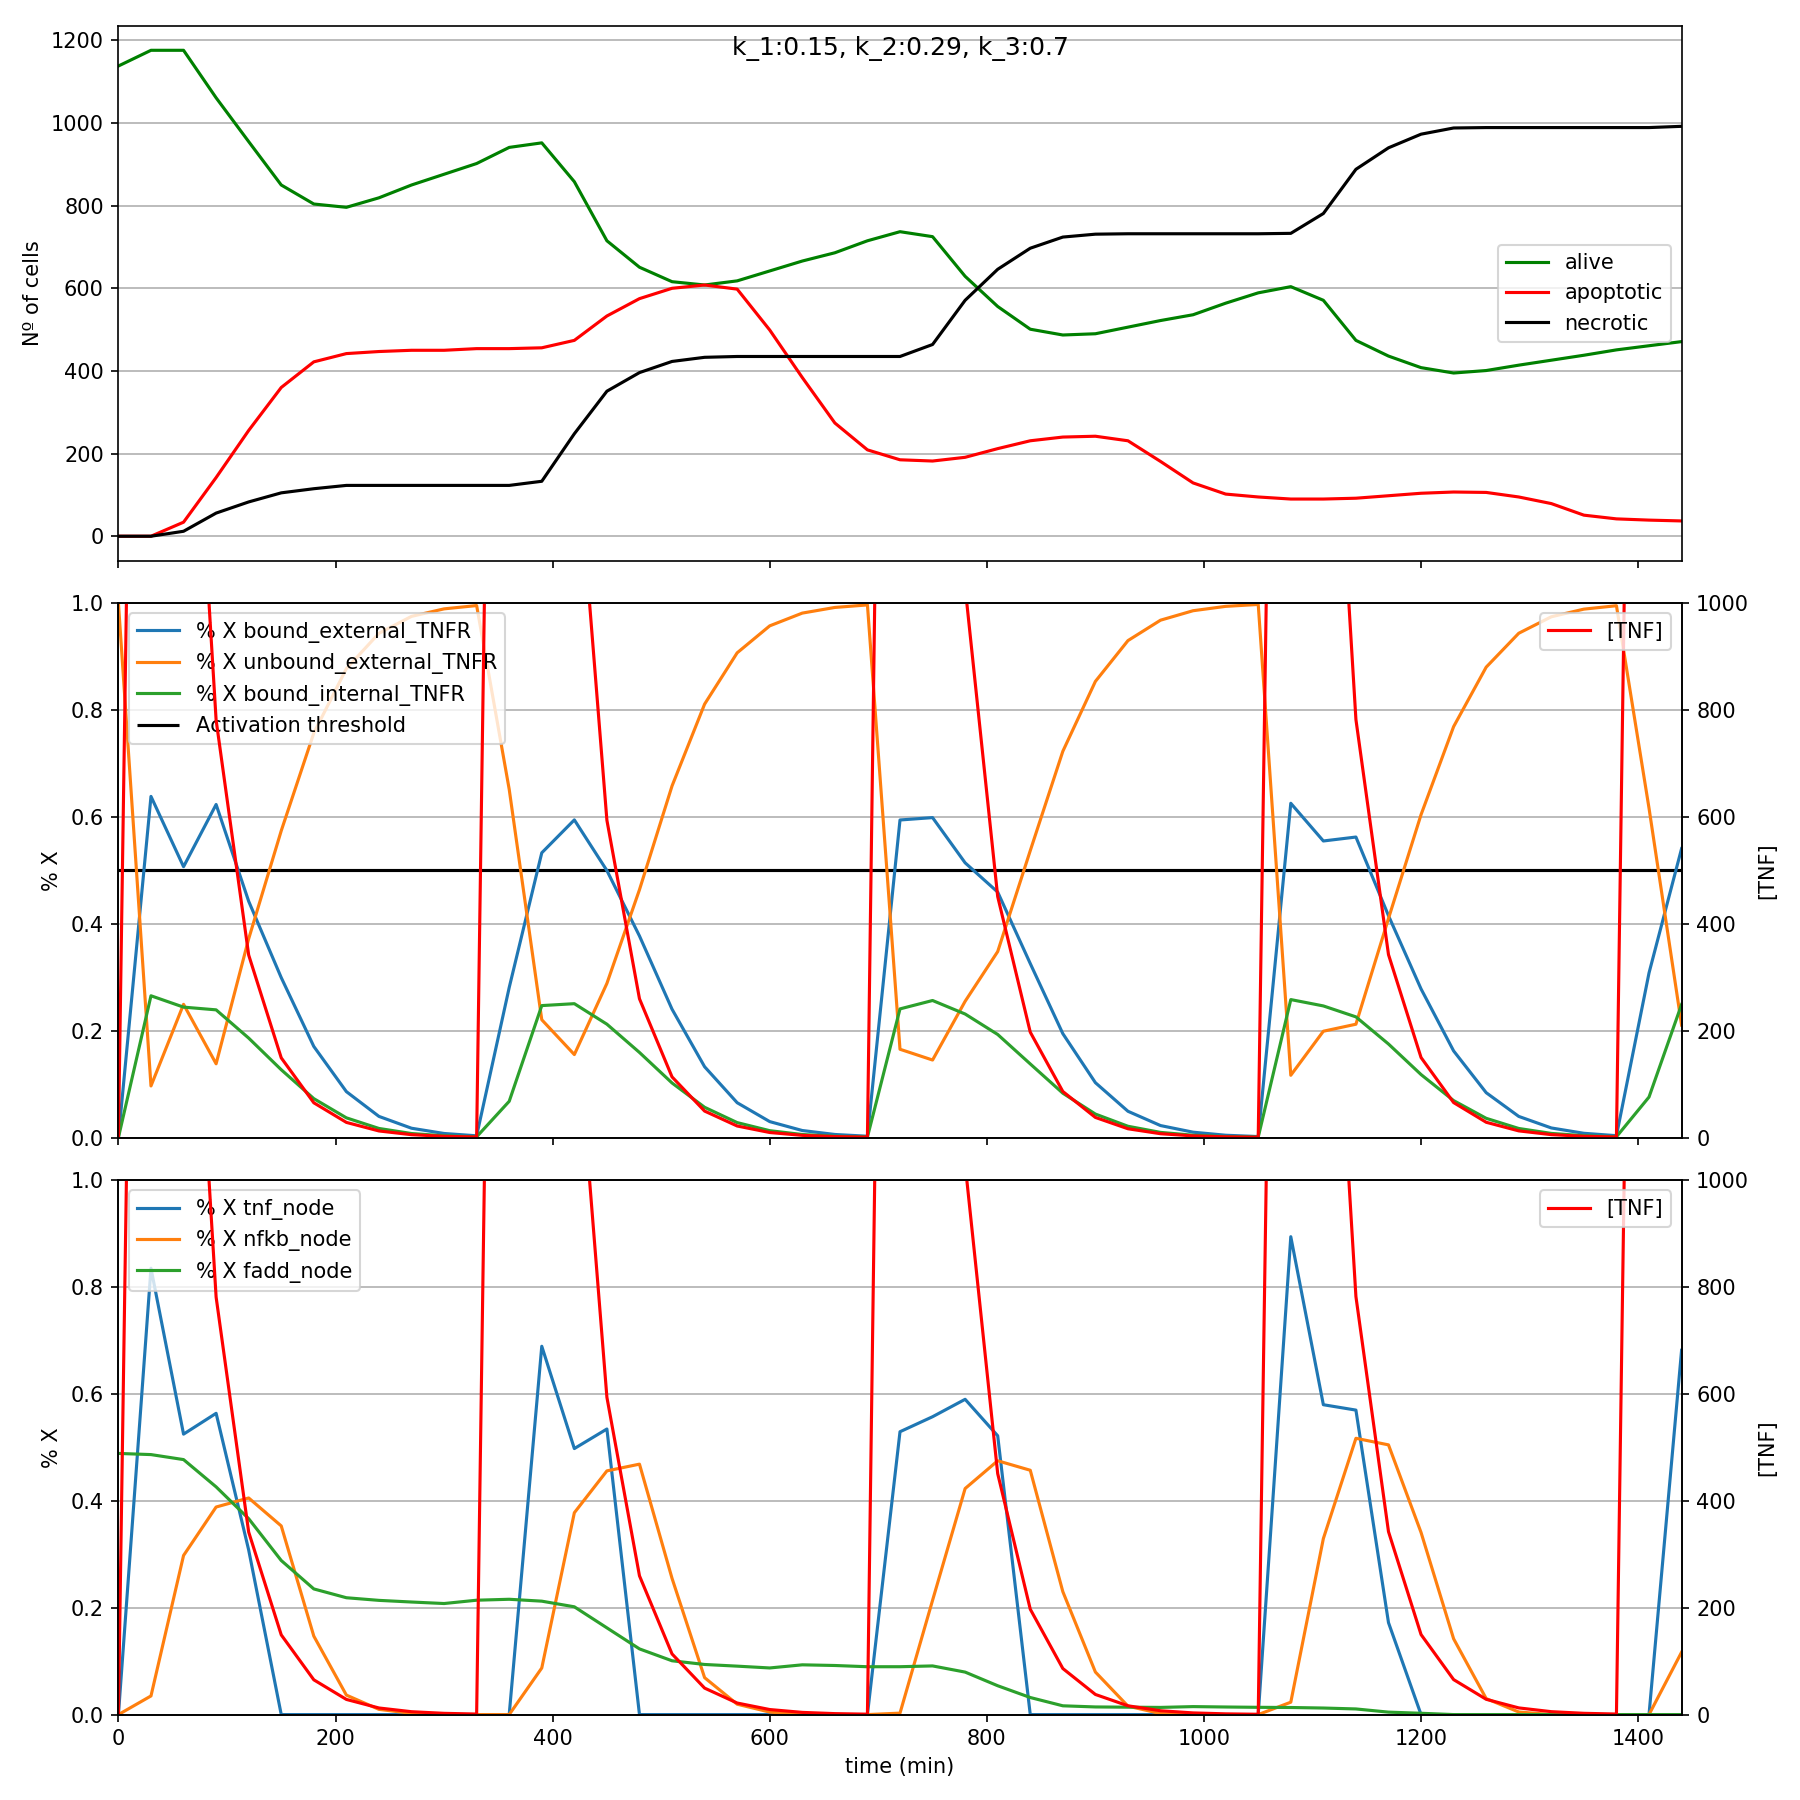 k_1:0.15, k_2:0.29, k_3:0.7
1200
1000
800
600
400
200
0
Nº of cells
alive
apoptotic
necrotic
1.0
0.8
0.6
0.4
0.2
0.0
% X
% X bound_external_TNFR
% X unbound_external_TNFR
% X bound_internal_TNFR
Activation threshold
[TNF]
1000
800
600
400
200
0
[TNF]
1.0
0.8
0.6
0.4
0.2
0.0
% X
% X tnf_node
% X nfkb_node
% X fadd_node
[TNF]
1000
800
600
400
200
0
[TNF]
0 200 400 600 800 1000 1200 1400
time (min)